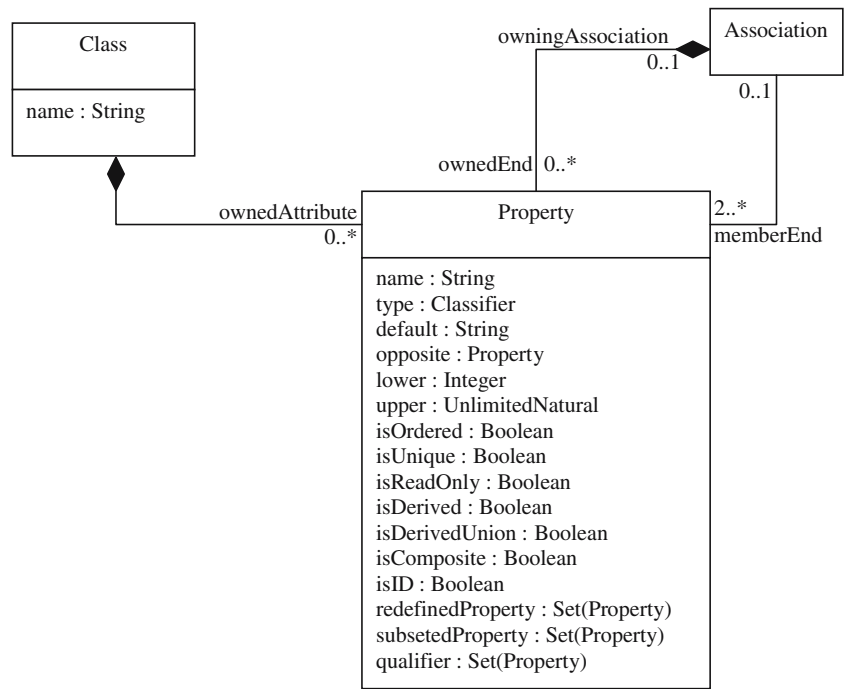 Class
name : String
owningAssociation
0..1
Association
0..1
ownedEnd 0..*
ownedAttribute
0..*
Property
2..*
memberEnd
name : String
type : Classifier
default : String
opposite : Property
lower : Integer
upper : UnlimitedNatural
isOrdered : Boolean
isUnique : Boolean
isReadOnly : Boolean
isDerived : Boolean
isDerivedUnion : Boolean
isComposite : Boolean
isID : Boolean
redefinedProperty : Set(Property)
subsetedProperty : Set(Property)
qualifier : Set(Property)